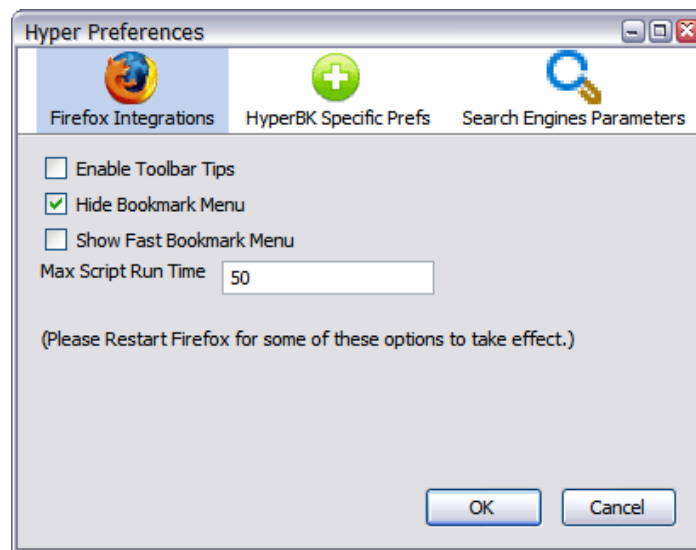 Hyper Preferences
Firefox Integrations HyperBK Specific Prefs Search Engines Parameters
Enable Toolbar Tips
Hide Bookmark Menu
Show Fast Bookmark Menu
Max Script Run Time 50
(Please Restart Firefox for some of these options to take effect.)
OK Cancel